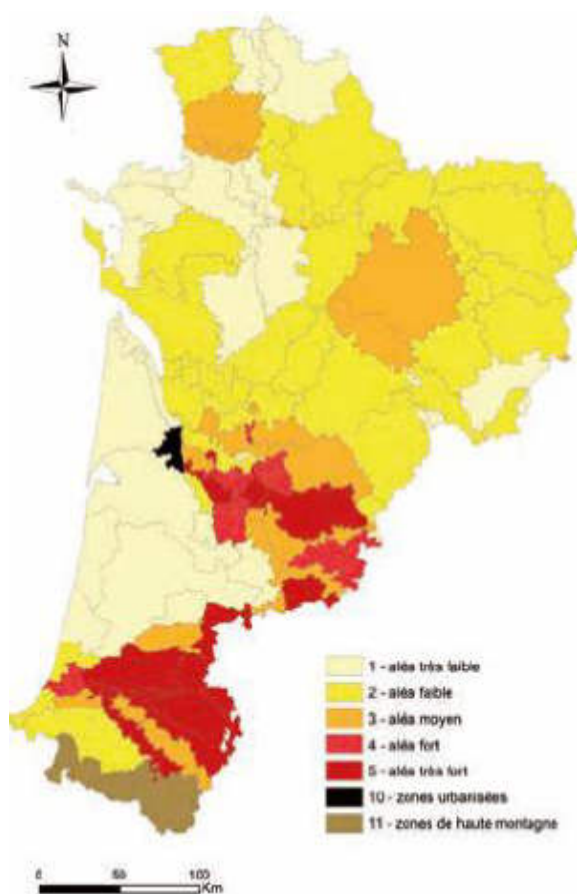 N
1 - aléa très faible
2 - aléa faible
3 - aléa moyen
4 - aléa fort
5 - aléa très fort
10 - zones urbanisées
11 - zones de haute montagne
0 50 100
Km